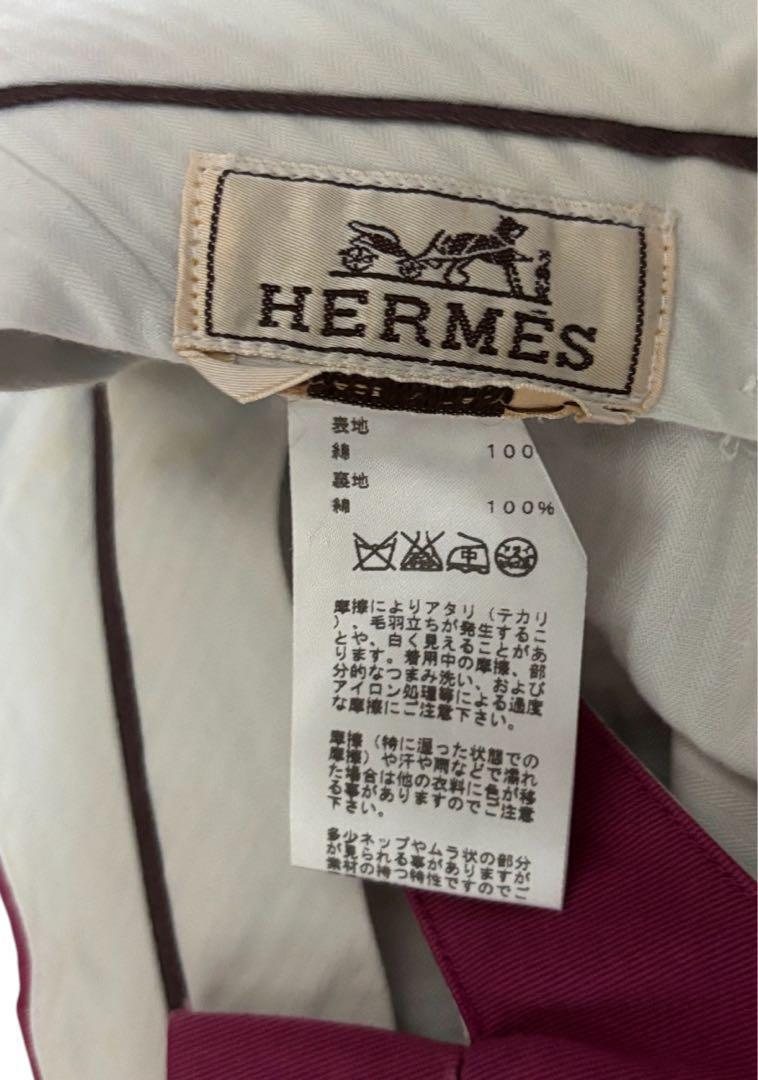 HERMES
表地
綿 100
裏地
綿 100%
中
摩擦によりアタリ（テカリ
）、毛羽立ちが発生するこ
とや、白く見えることがあ
ります。着用中の摩擦、部
分的なつまみ洗い、および
アイロン処理等による過度
な摩擦にご注意下さい。
摩擦（特に湿った状態での
摩擦）や汗や雨などで濡れ
た場合は他の衣料に色が移
る事がありますのでご注意
下さい。
多少ネップやムラ状の部分
が見られる事がありますが
素材の持つ特性ですのでご